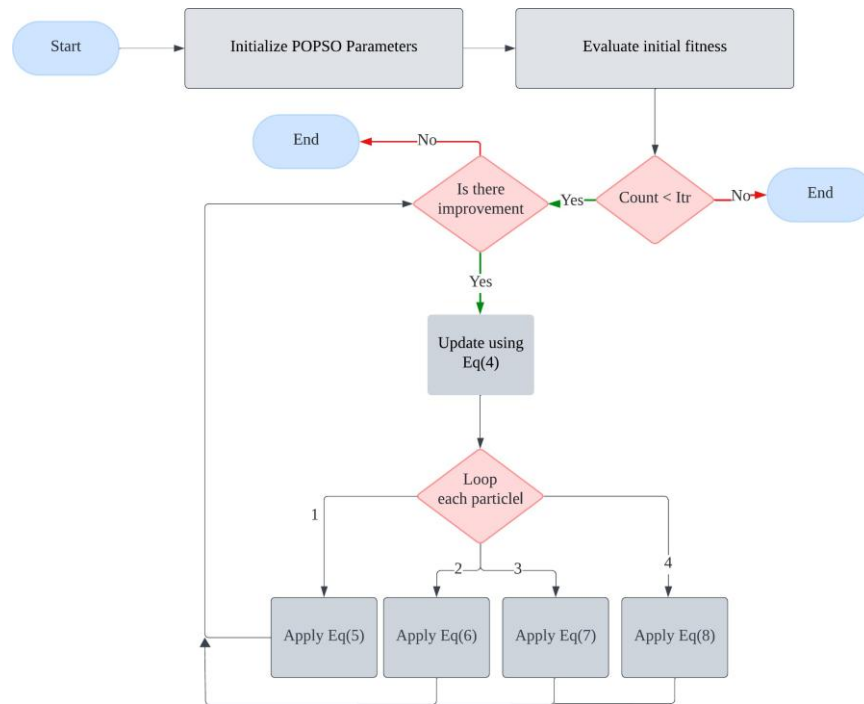 Start
Initialize POPSO Parameters
Evaluate initial fitness
End
No
Is there
improvement
Yes
Count < Itr
No
End
Yes
Update using
Eq(4)
Loop
each particle|
1
2
3
4
Apply Eq(5)
Apply Eq(6)
Apply Eq(7)
Apply Eq(8)